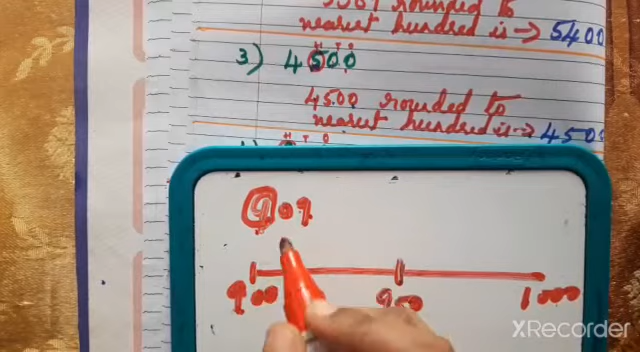 rounded to
nearest hundred is → 5400
H T O
3.) 4500
4500 rounded to
nearest hundred is → 4500
H T O
909
900 950 1000
XRecorder